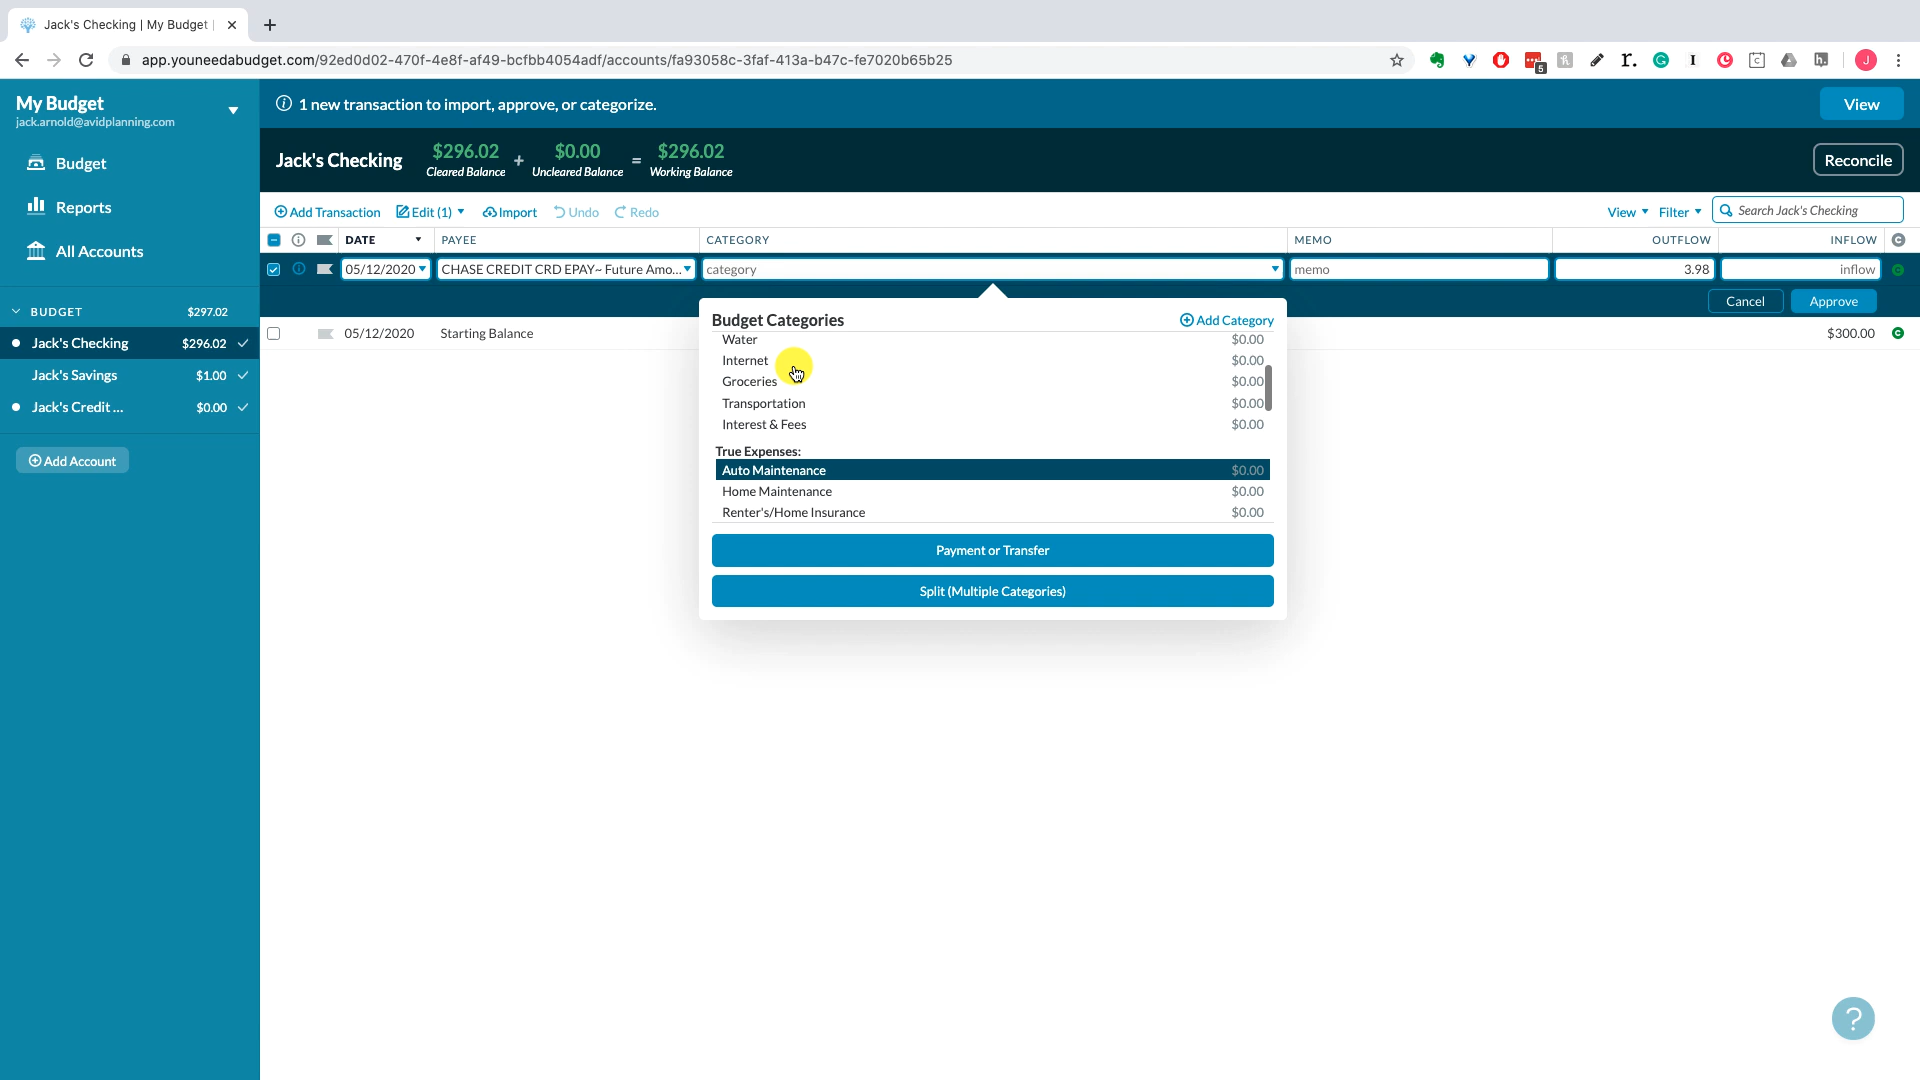 Jack's Checking | My Budget |
app.youneedabudget.com/92ed0d02-470f-4e8f-af49-bcfbb4054adf/accounts/fa93058c-3faf-413a-b47c-fe7020b65b25
5
J
My Budget
jack.arnold@avidplanning.com
1 new transaction to import, approve, or categorize.
View
Budget
Reports
All Accounts
Jack's Checking
$296.02 + $0.00 = $296.02
Cleared Balance Uncleared Balance Working Balance
Reconcile
Add Transaction Edit (1) Import Undo Redo
View Filter Search Jack's Checking
DATE PAYEE CATEGORY MEMO OUTFLOW INFLOW C
05/12/2020 CHASE CREDIT CRD EPAY~ Future Amo... category memo 3.98 inflow C
Cancel Approve
BUDGET $297.02
Jack's Checking $296.02
Jack's Savings $1.00
Jack's Credit ... $0.00
Add Account
05/12/2020 Starting Balance $300.00 C
Budget Categories Add Category
Water $0.00
Internet $0.00
Groceries $0.00
Transportation $0.00
Interest & Fees $0.00
True Expenses:
Auto Maintenance $0.00
Home Maintenance $0.00
Renter's/Home Insurance $0.00
Payment or Transfer
Split (Multiple Categories)
?